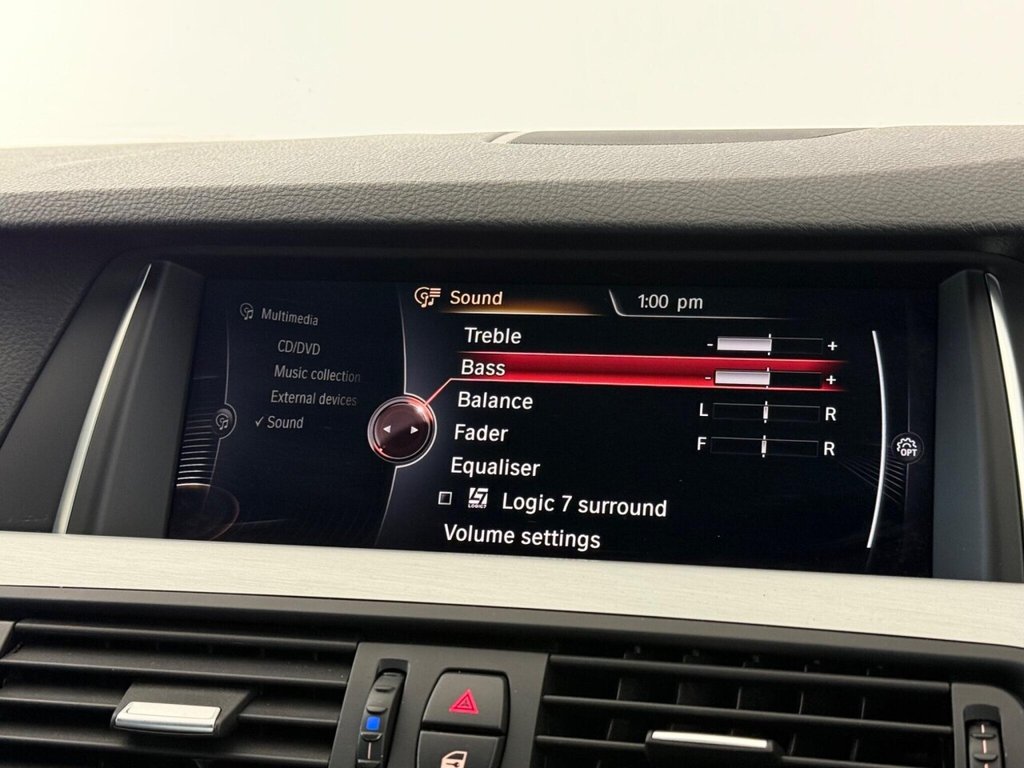 Multimedia
CD/DVD
Music collection
External devices
✓ Sound
Sound
1:00 pm
Treble - +
Bass - +
Balance L R
Fader F R
Equaliser
LOGIC7 Logic 7 surround
Volume settings
OPT